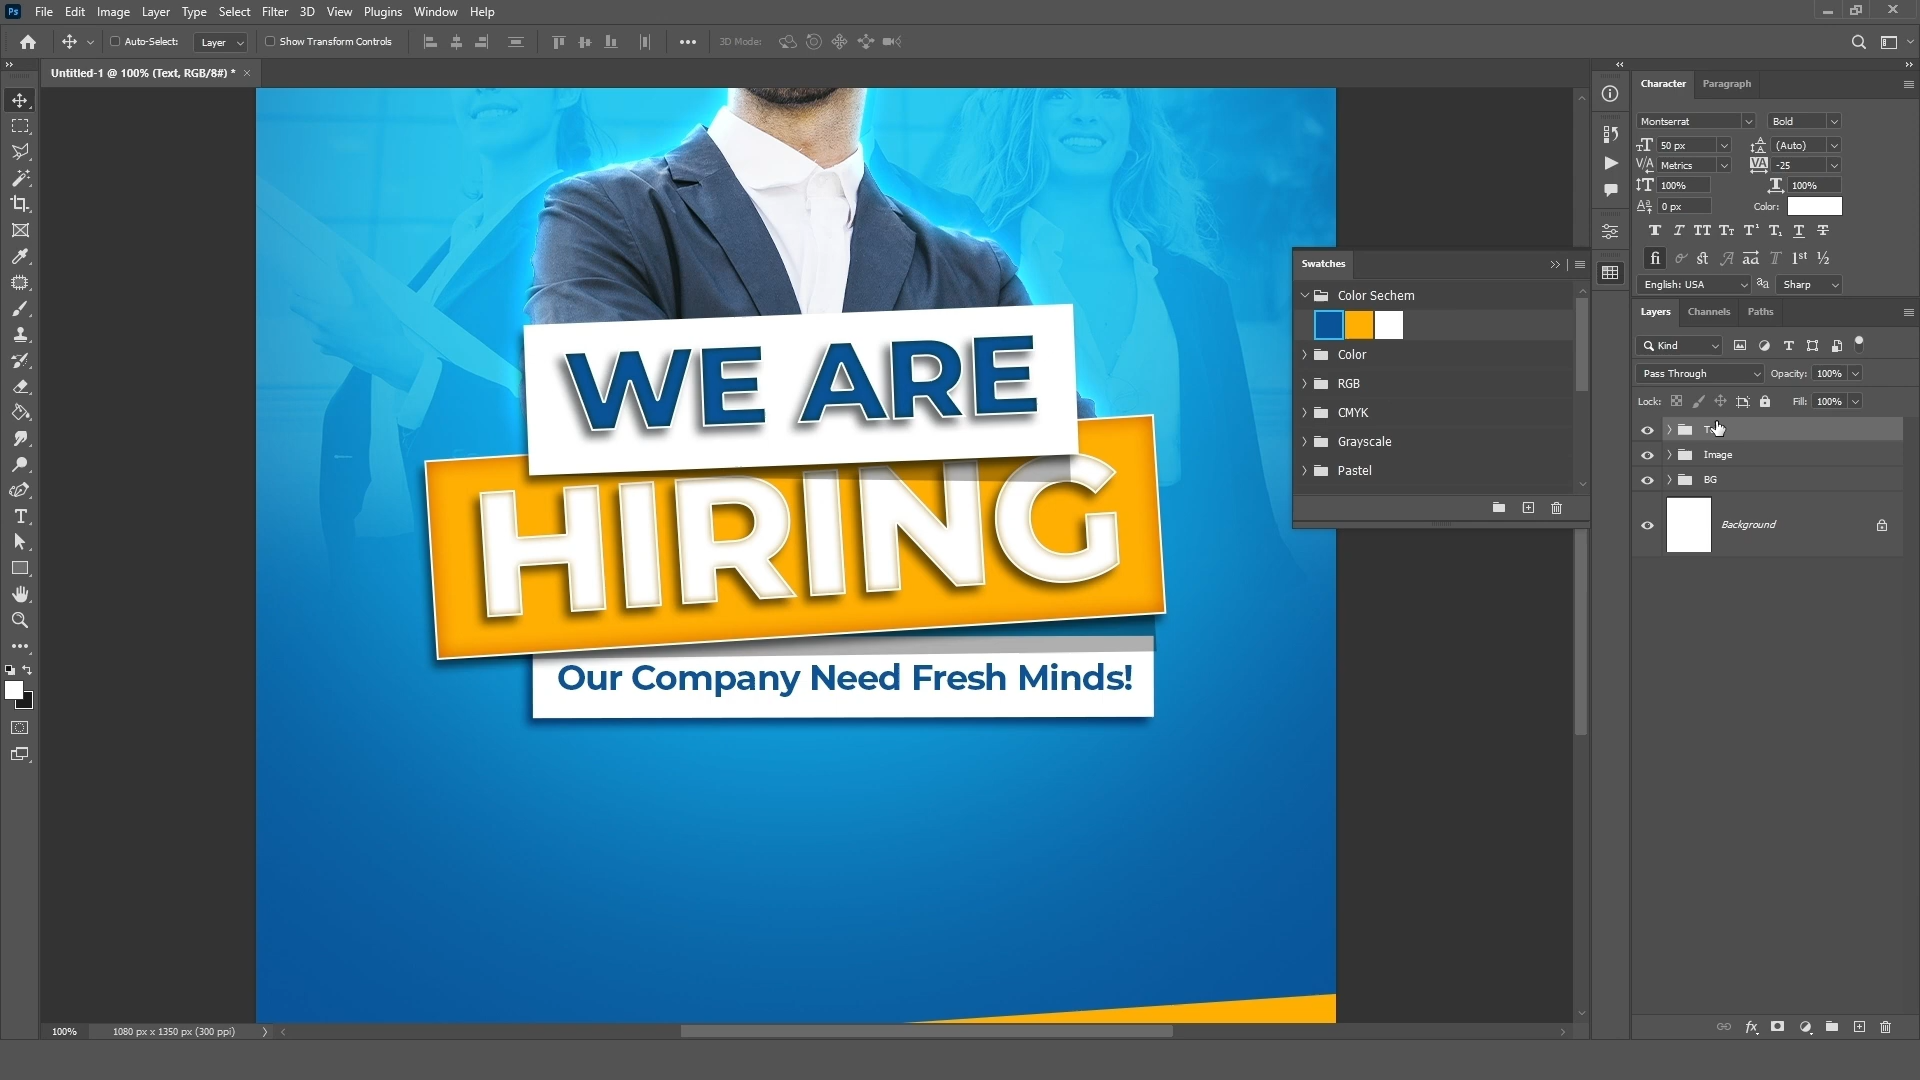 Ps File Edit Image Layer Type Select Filter 3D View Plugins Window Help
Auto-Select: Layer Show Transform Controls 3D Mode:
Untitled-1 @ 100% (Text, RGB/8#) *
WE ARE
HIRING
Our Company Need Fresh Minds!
100% 1080 px x 1350 px (300 ppi)
Swatches
Color Sechem
Color
RGB
CMYK
Grayscale
Pastel
Character Paragraph
Montserrat Bold
50 px (Auto)
Metrics -25
100% 100%
0 px Color:
English: USA Sharp
Layers Channels Paths
Kind
Pass Through Opacity: 100%
Lock: Fill: 100%
Image
BG
Background